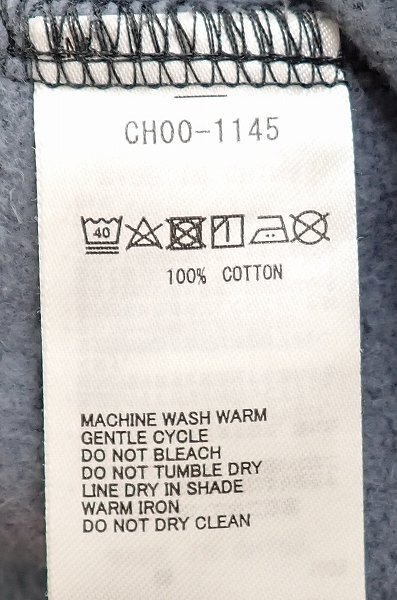 CH00-1145
40
100% COTTON
MACHINE WASH WARM
GENTLE CYCLE
DO NOT BLEACH
DO NOT TUMBLE DRY
LINE DRY IN SHADE
WARM IRON
DO NOT DRY CLEAN